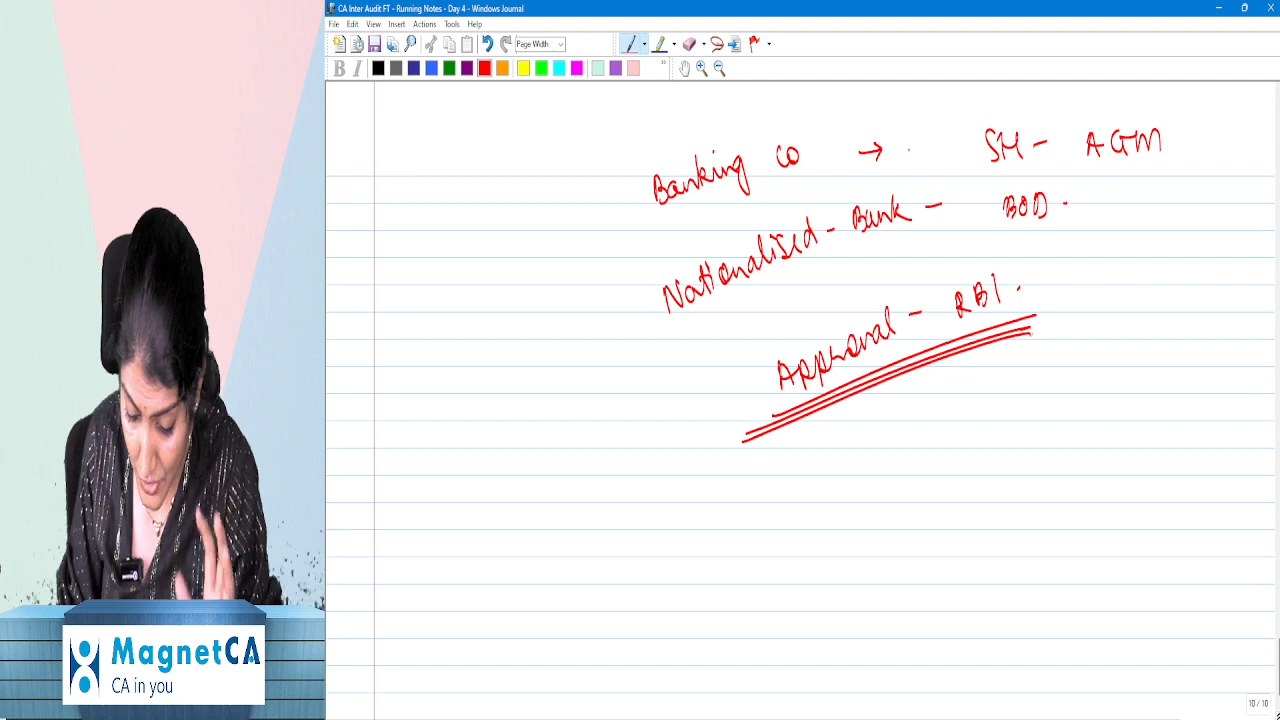 CA Inter Audit FT - Running Notes - Day 4 - Windows Journal
File Edit View Insert Actions Tools Help
Page Width
B I
Banking Co → SH - AGM
Nationalised - Bank - BOD.
Approval - RBI.
MagnetCA
CA in you
10 / 10